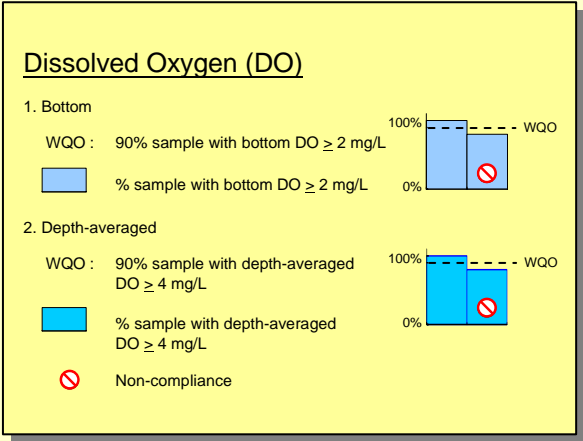 Dissolved Oxygen (DO)
1. Bottom
WQO : 90% sample with bottom DO ≥ 2 mg/L
% sample with bottom DO ≥ 2 mg/L
100%
WQO
0%
2. Depth-averaged
WQO : 90% sample with depth-averaged
DO ≥ 4 mg/L
% sample with depth-averaged
DO ≥ 4 mg/L
100%
WQO
0%
Non-compliance